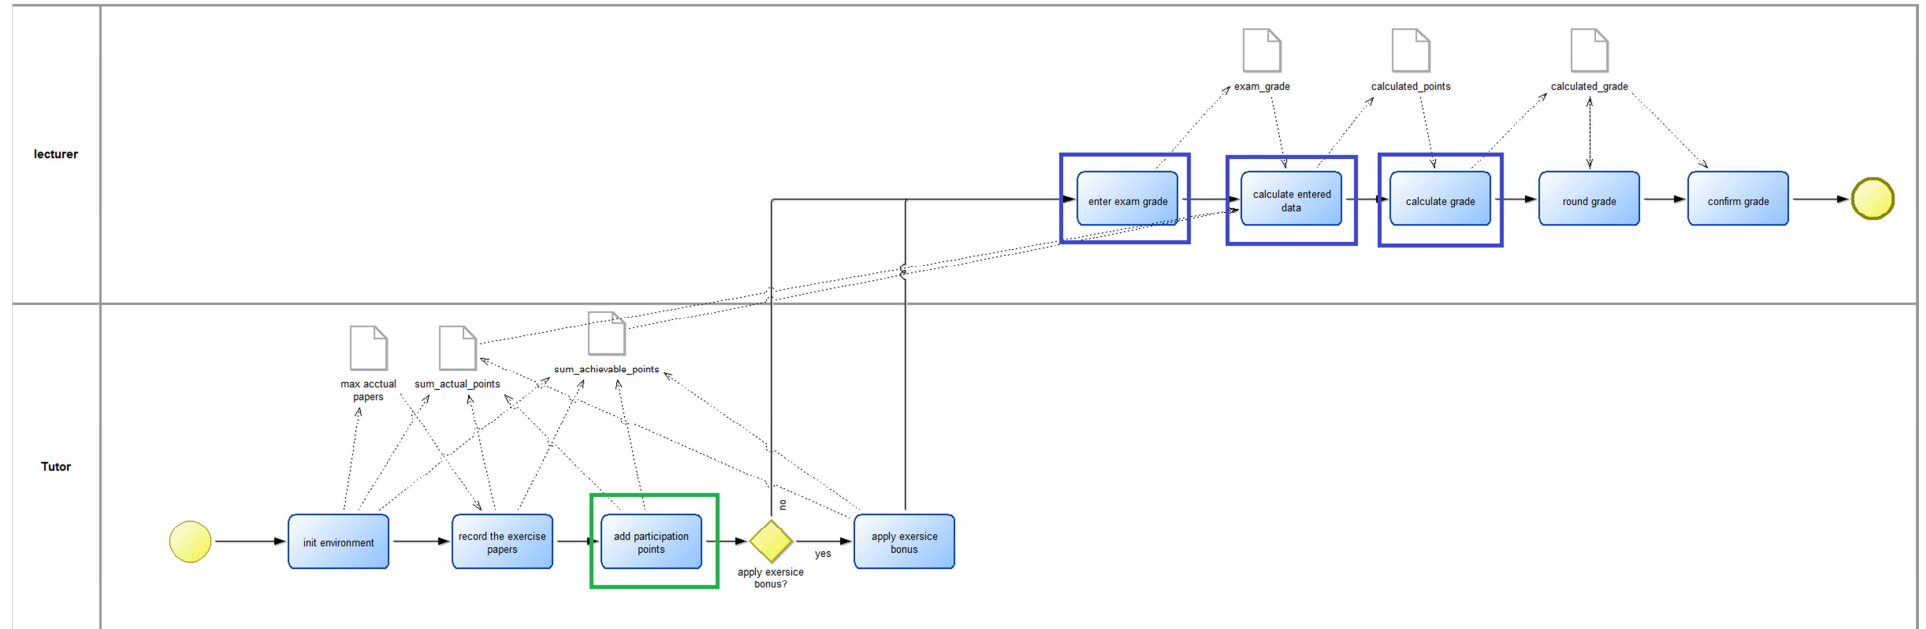 exam_grade
calculated_points
calculated_grade
lecturer
enter exam grade
calculate entered
data
calculate grade
round grade
confirm grade
max acctual
papers
sum_actual_points
sum_achievable_points
Tutor
init environment
record the exercise
papers
add participation
points
no
yes
apply exersice
bonus?
apply exersice
bonus